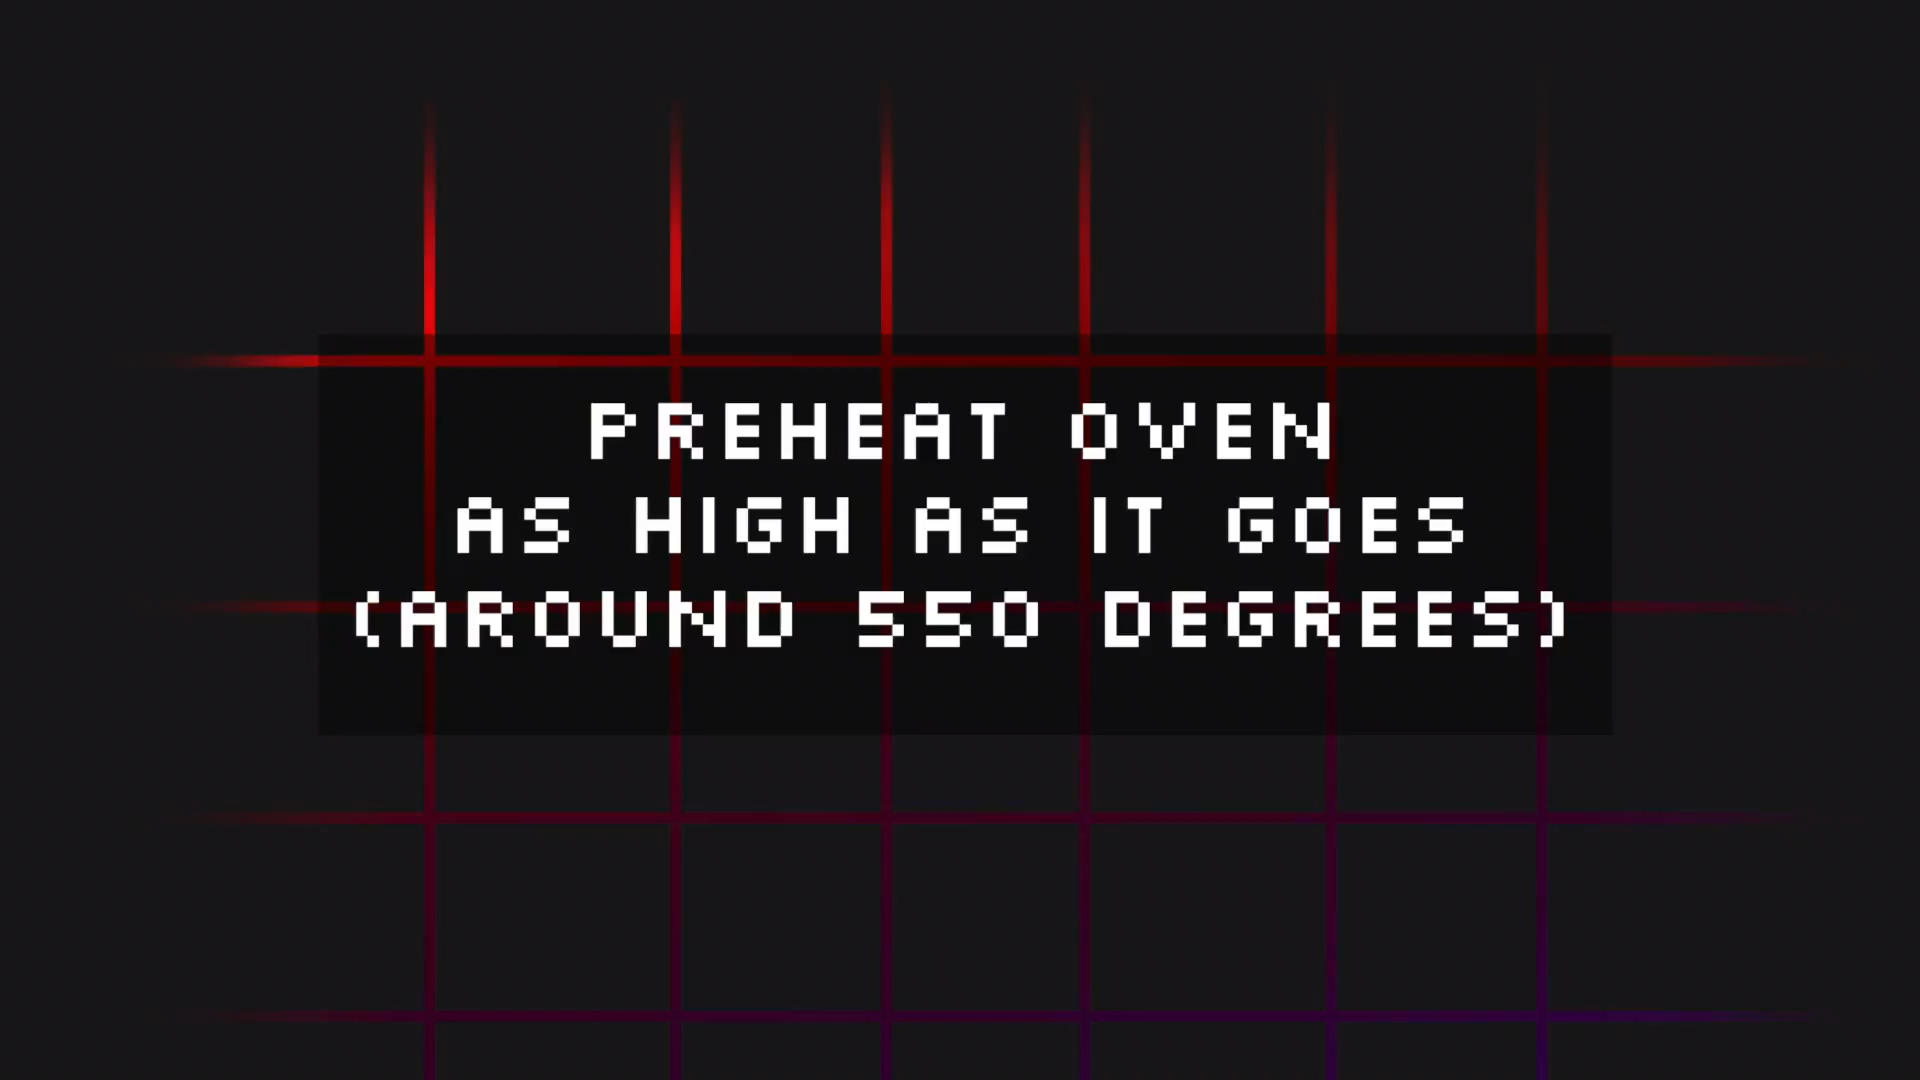 PREHEAT OVEN
AS HIGH AS IT GOES
(AROUND 550 DEGREES)